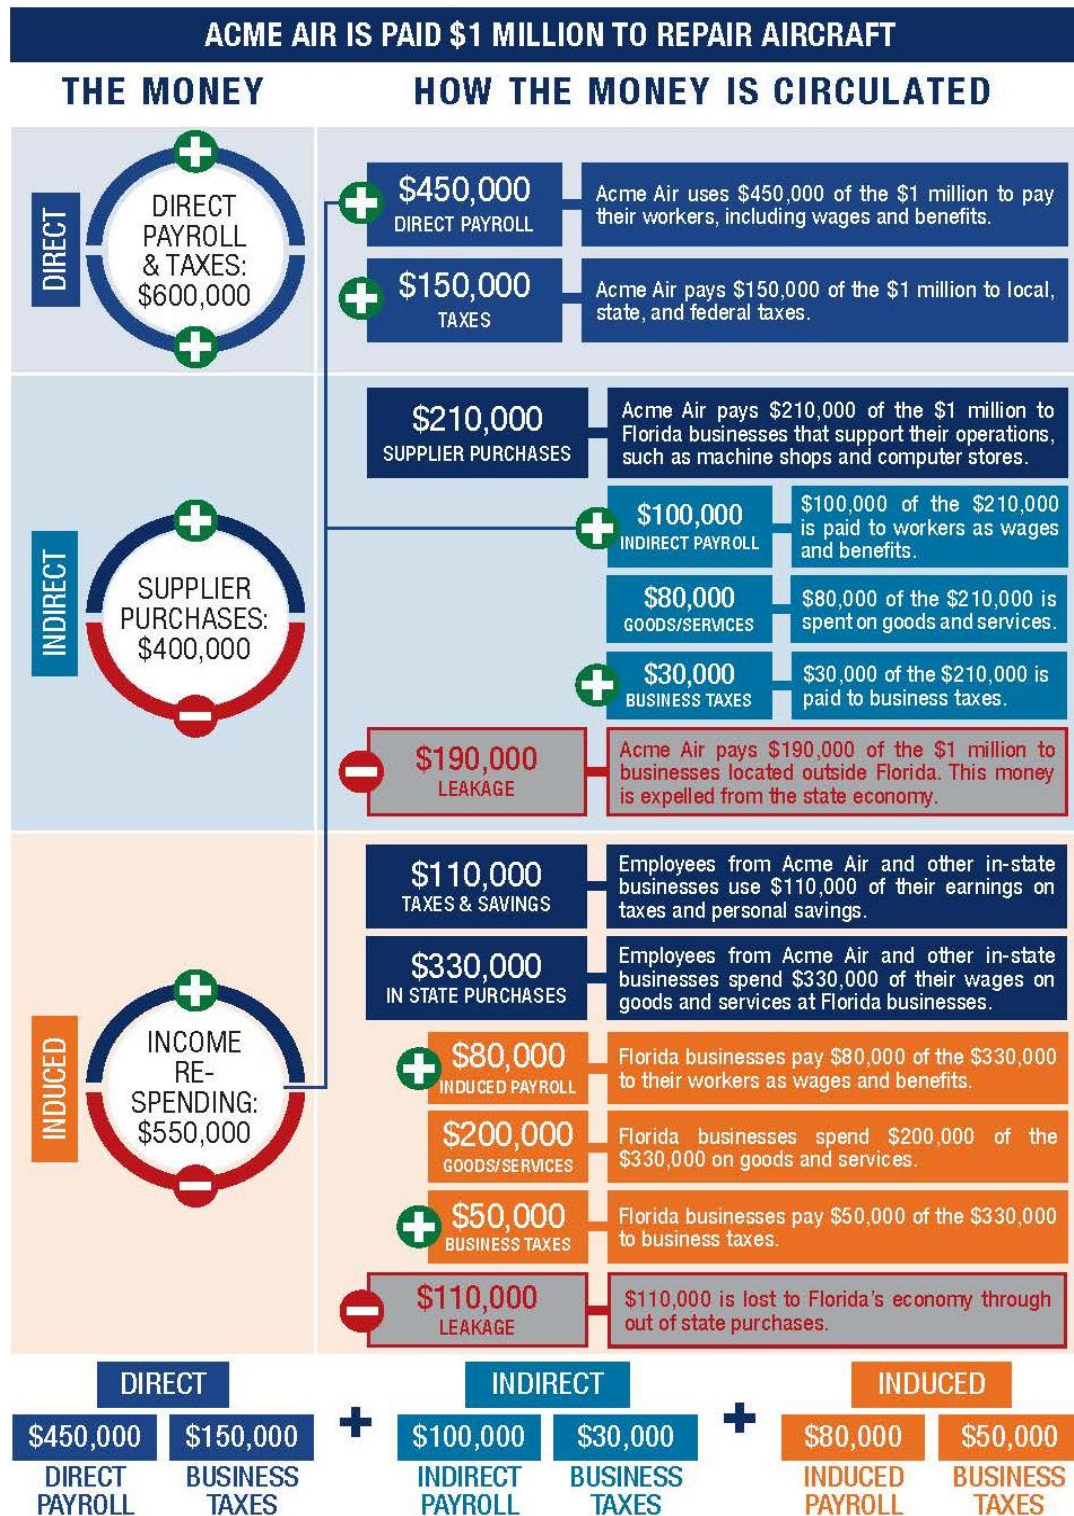 ACME AIR IS PAID $1 MILLION TO REPAIR AIRCRAFT
THE MONEY
HOW THE MONEY IS CIRCULATED
DIRECT
DIRECT
PAYROLL
& TAXES:
$600,000
$450,000
DIRECT PAYROLL
Acme Air uses $450,000 of the $1 million to pay
their workers, including wages and benefits.
$150,000
TAXES
Acme Air pays $150,000 of the $1 million to local,
state, and federal taxes.
INDIRECT
SUPPLIER
PURCHASES:
$400,000
$210,000
SUPPLIER PURCHASES
Acme Air pays $210,000 of the $1 million to
Florida businesses that support their operations,
such as machine shops and computer stores.
$100,000
INDIRECT PAYROLL
$100,000 of the $210,000
is paid to workers as wages
and benefits.
$80,000
GOODS/SERVICES
$80,000 of the $210,000 is
spent on goods and services.
$30,000
BUSINESS TAXES
$30,000 of the $210,000 is
paid to business taxes.
$190,000
LEAKAGE
Acme Air pays $190,000 of the $1 million to
businesses located outside Florida. This money
is expelled from the state economy.
INDUCED
INCOME
RE-
SPENDING:
$550,000
$110,000
TAXES & SAVINGS
Employees from Acme Air and other in-state
businesses use $110,000 of their earnings on
taxes and personal savings.
$330,000
IN STATE PURCHASES
Employees from Acme Air and other in-state
businesses spend $330,000 of their wages on
goods and services at Florida businesses.
$80,000
INDUCED PAYROLL
Florida businesses pay $80,000 of the $330,000
to their workers as wages and benefits.
$200,000
GOODS/SERVICES
Florida businesses spend $200,000 of the
$330,000 on goods and services.
$50,000
BUSINESS TAXES
Florida businesses pay $50,000 of the $330,000
to business taxes.
$110,000
LEAKAGE
$110,000 is lost to Florida's economy through
out of state purchases.
DIRECT
$450,000
DIRECT
PAYROLL
$150,000
BUSINESS
TAXES
+
INDIRECT
$100,000
INDIRECT
PAYROLL
$30,000
BUSINESS
TAXES
+
INDUCED
$80,000
INDUCED
PAYROLL
$50,000
BUSINESS
TAXES